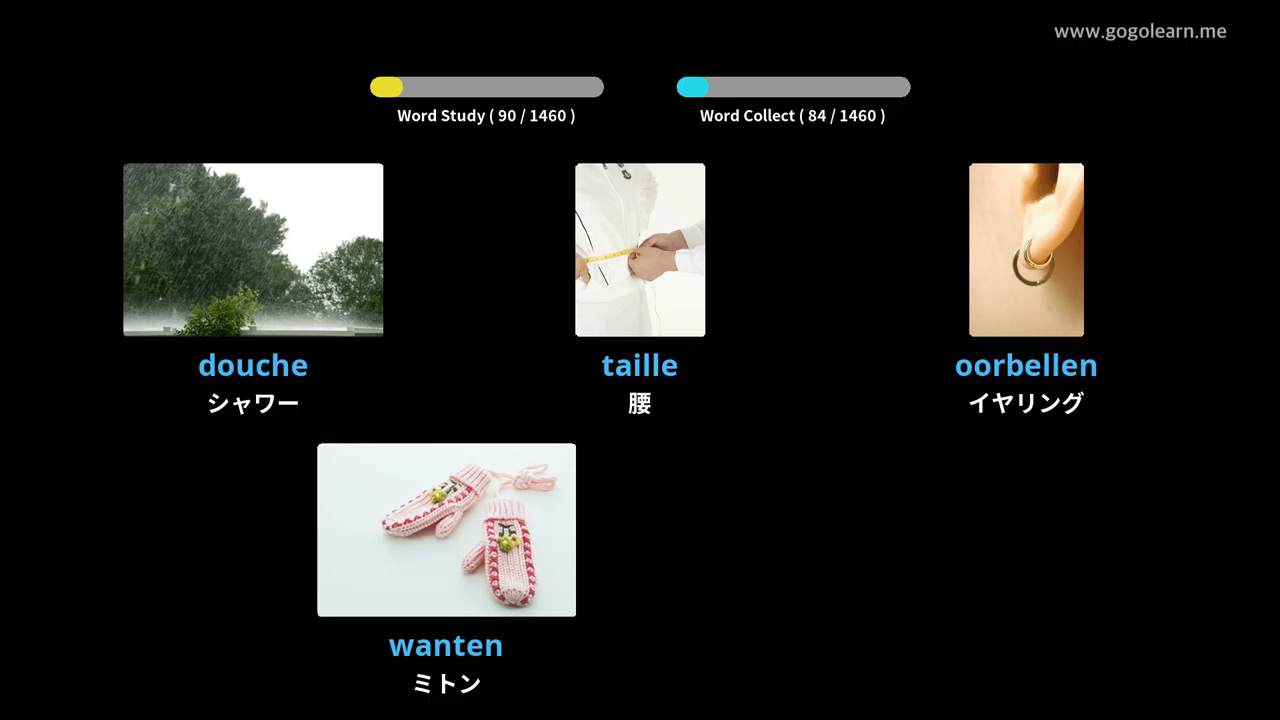 www.gogolearn.me
Word Study ( 90 / 1460 )
Word Collect ( 84 / 1460 )
douche
シャワー
taille
腰
oorbellen
イヤリング
wanten
ミトン